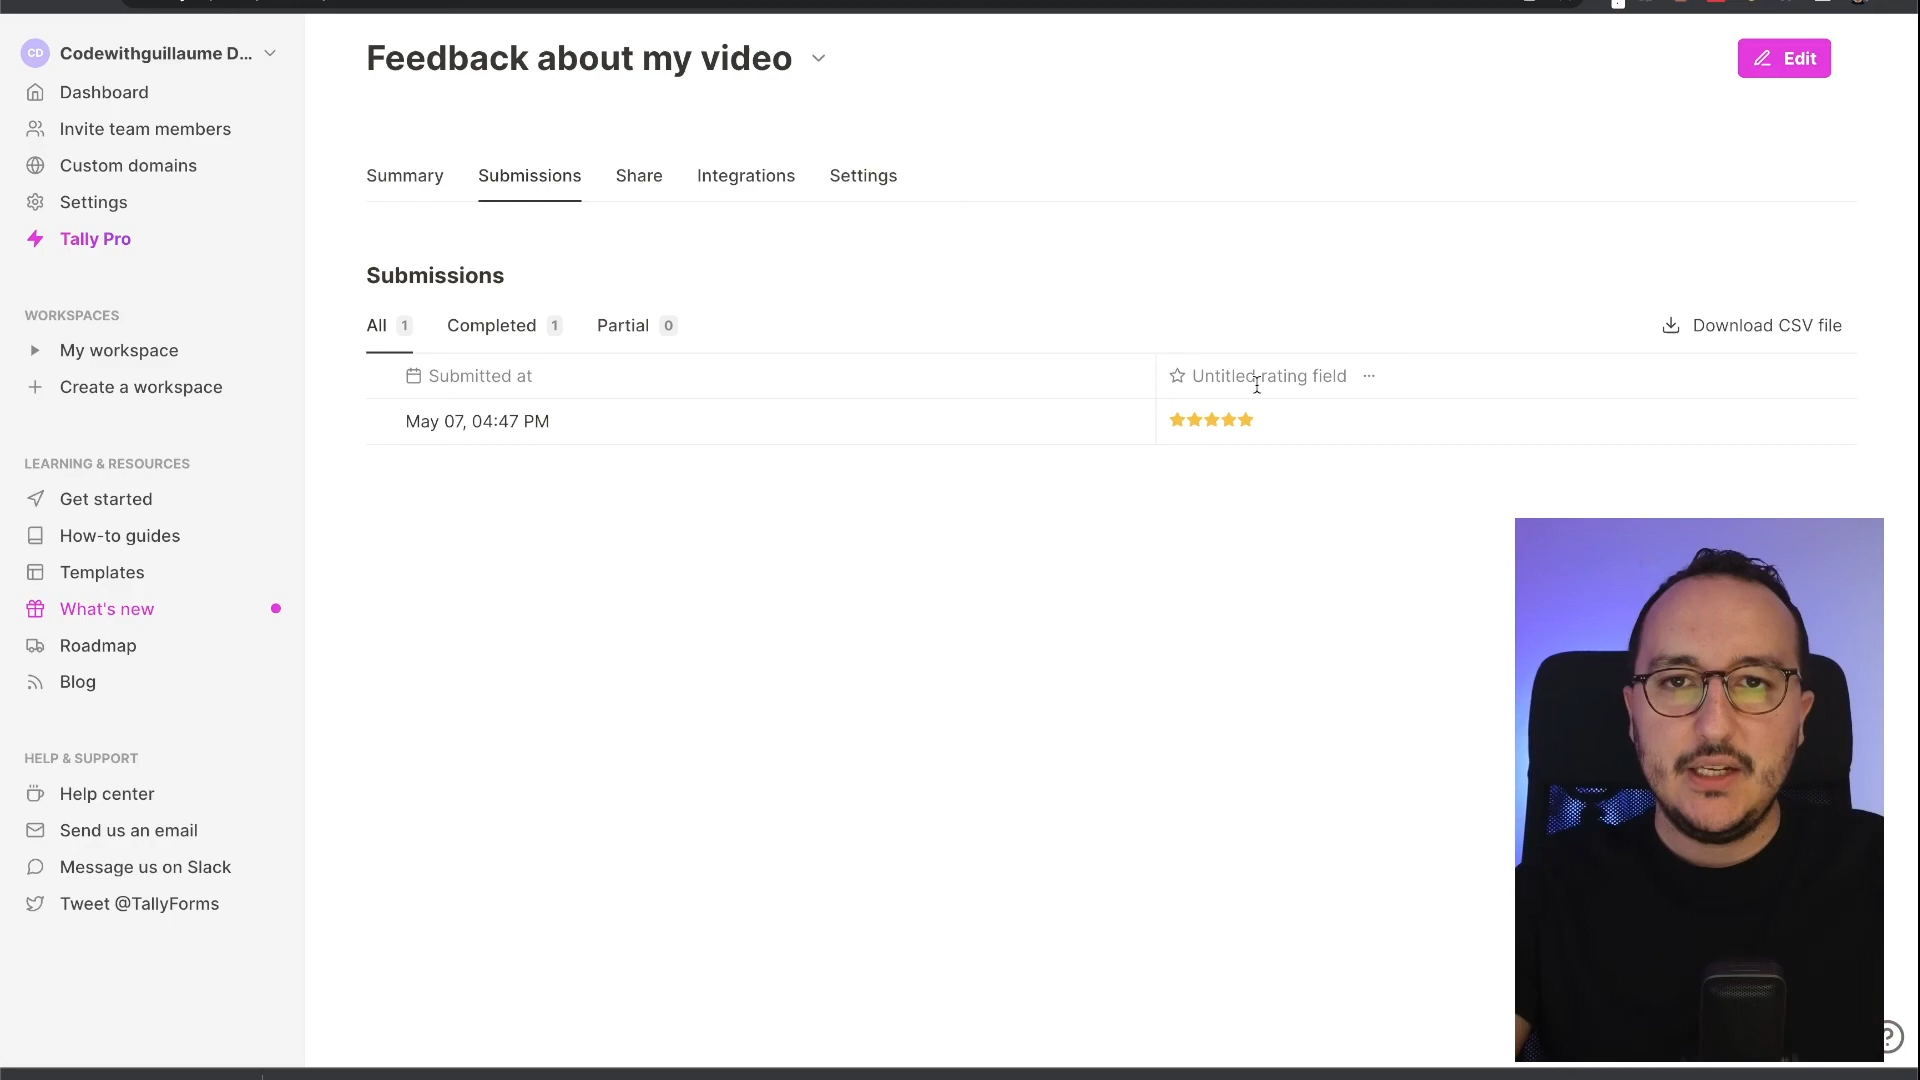 CD Codewithguillaume D...
Dashboard
Invite team members
Custom domains
Settings
Tally Pro
WORKSPACES
My workspace
Create a workspace
LEARNING & RESOURCES
Get started
How-to guides
Templates
What's new
Roadmap
Blog
HELP & SUPPORT
Help center
Send us an email
Message us on Slack
Tweet @TallyForms
Feedback about my video
Edit
Summary Submissions Share Integrations Settings
Submissions
All 1 Completed 1 Partial 0 Download CSV file
Submitted at Untitled rating field ...
May 07, 04:47 PM
?